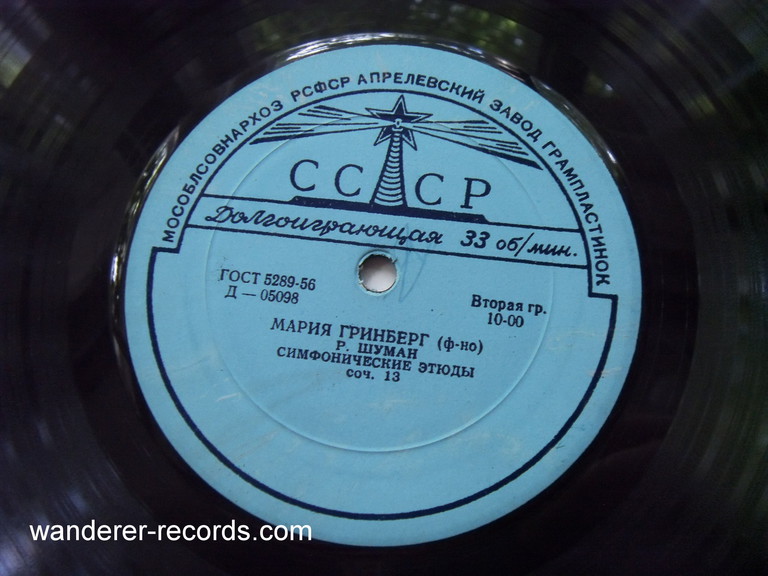 МОСОБЛСОВНАРХОЗ РСФСР АПРЕЛЕВСКИЙ ЗАВОД ГРАМПЛАСТИНОК
СССР
Долгоиграющая 33 об/мин.
ГОСТ 5289-56
Д — 05098
Вторая гр.
10-00
МАРИЯ ГРИНБЕРГ (ф-но)
Р. ШУМАН
СИМФОНИЧЕСКИЕ ЭТЮДЫ
соч. 13
wanderer-records.com